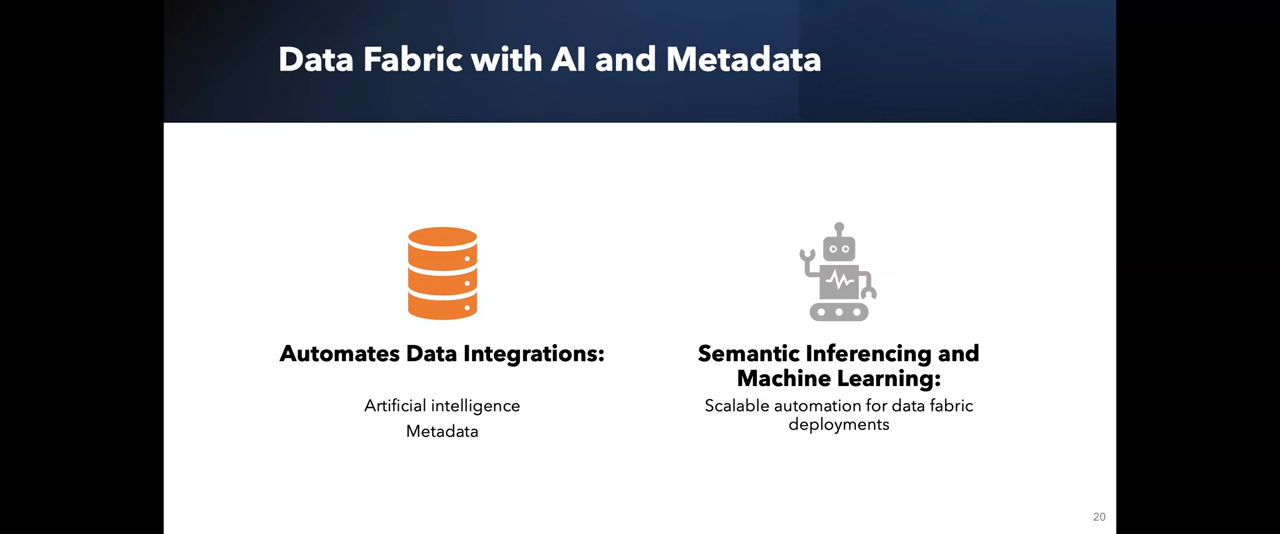 Data Fabric with AI and Metadata
Automates Data Integrations:
Artificial intelligence
Metadata
Semantic Inferencing and
Machine Learning:
Scalable automation for data fabric
deployments
20